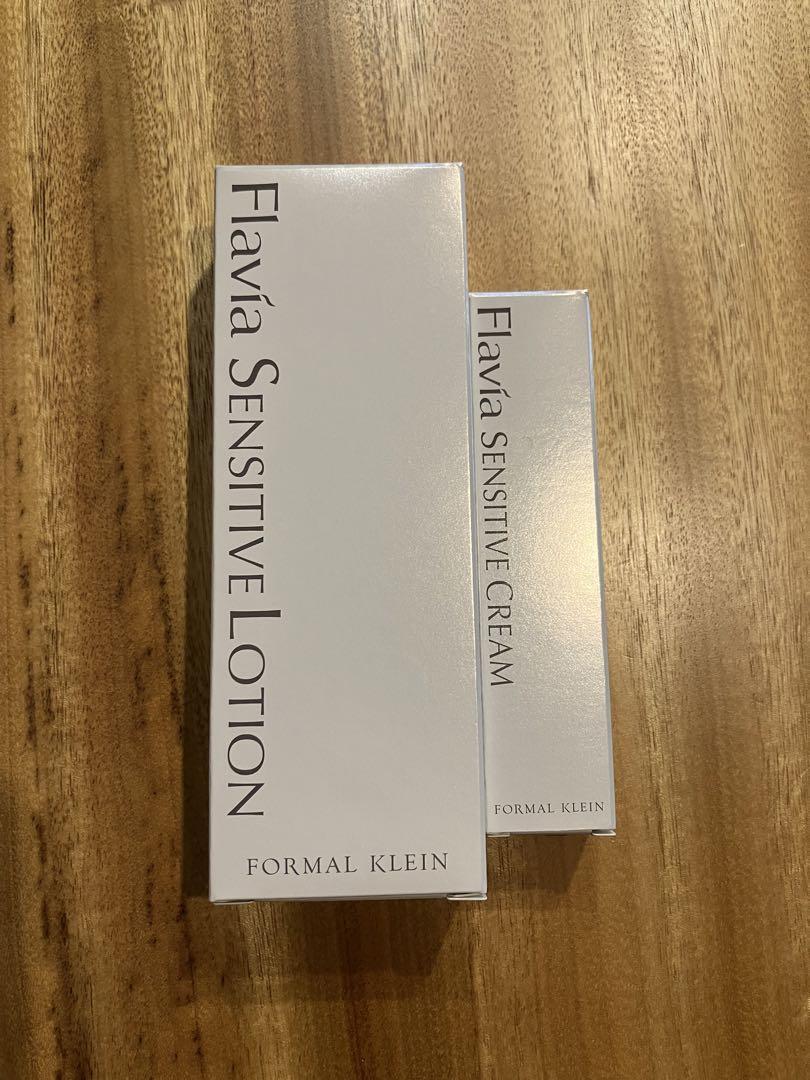 Flavía SENSITIVE LOTION
FORMAL KLEIN
Flavía SENSITIVE CREAM
FORMAL KLEIN